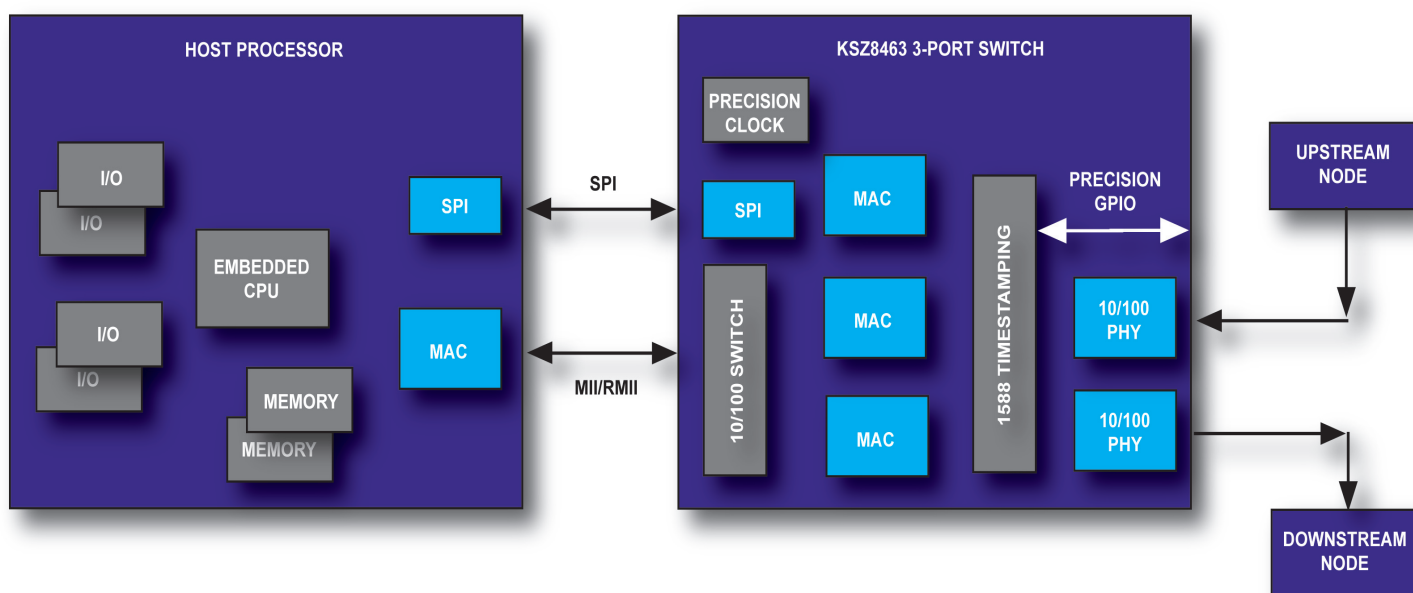 HOST PROCESSOR
I/O
I/O
I/O
I/O
EMBEDDED
CPU
MEMORY
MEMORY
SPI
MAC
SPI
MII/RMII
KSZ8463 3-PORT SWITCH
PRECISION
CLOCK
SPI
10/100 SWITCH
MAC
MAC
MAC
1588 TIMESTAMPING
PRECISION
GPIO
10/100
PHY
10/100
PHY
UPSTREAM
NODE
DOWNSTREAM
NODE